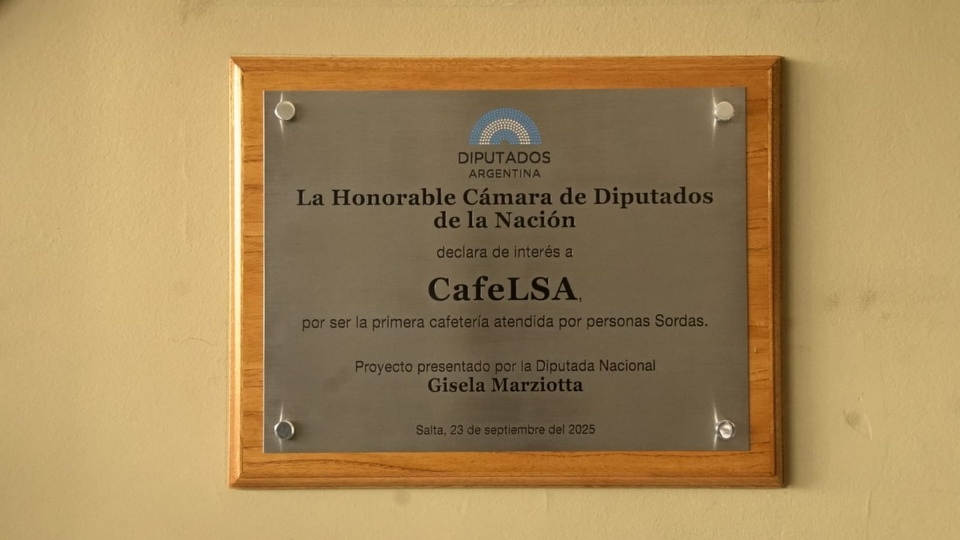 DIPUTADOS
ARGENTINA
La Honorable Cámara de Diputados
de la Nación
declara de interés a
CafeLSA,
por ser la primera cafetería atendida por personas Sordas.
Proyecto presentado por la Diputada Nacional
Gisela Marziotta
Salta, 23 de septiembre del 2025